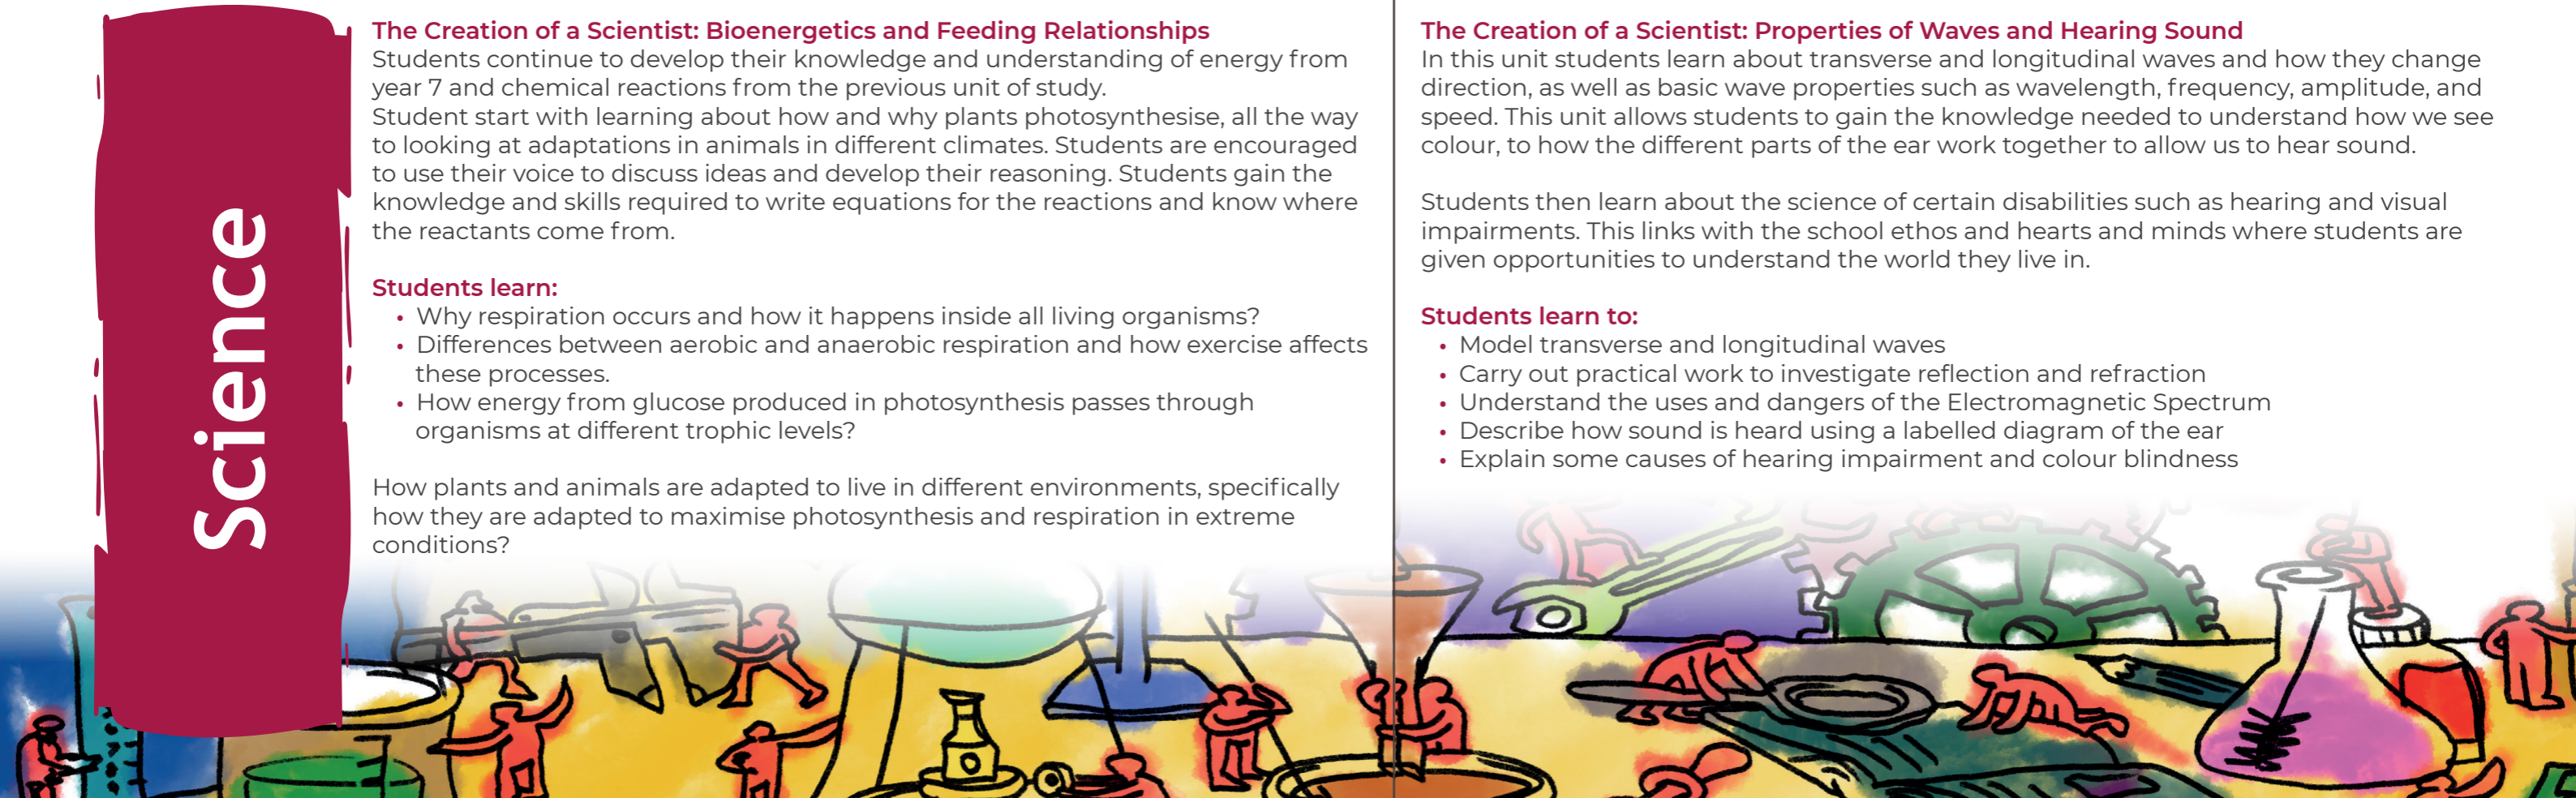 Science
The Creation of a Scientist: Bioenergetics and Feeding Relationships
Students continue to develop their knowledge and understanding of energy from
year 7 and chemical reactions from the previous unit of study.
Student start with learning about how and why plants photosynthesise, all the way
to looking at adaptations in animals in different climates. Students are encouraged
to use their voice to discuss ideas and develop their reasoning. Students gain the
knowledge and skills required to write equations for the reactions and know where
the reactants come from.
Students learn:
• Why respiration occurs and how it happens inside all living organisms?
• Differences between aerobic and anaerobic respiration and how exercise affects
these processes.
• How energy from glucose produced in photosynthesis passes through
organisms at different trophic levels?
How plants and animals are adapted to live in different environments, specifically
how they are adapted to maximise photosynthesis and respiration in extreme
conditions?
The Creation of a Scientist: Properties of Waves and Hearing Sound
In this unit students learn about transverse and longitudinal waves and how they change
direction, as well as basic wave properties such as wavelength, frequency, amplitude, and
speed. This unit allows students to gain the knowledge needed to understand how we see
colour, to how the different parts of the ear work together to allow us to hear sound.
Students then learn about the science of certain disabilities such as hearing and visual
impairments. This links with the school ethos and hearts and minds where students are
given opportunities to understand the world they live in.
Students learn to:
• Model transverse and longitudinal waves
• Carry out practical work to investigate reflection and refraction
• Understand the uses and dangers of the Electromagnetic Spectrum
• Describe how sound is heard using a labelled diagram of the ear
• Explain some causes of hearing impairment and colour blindness